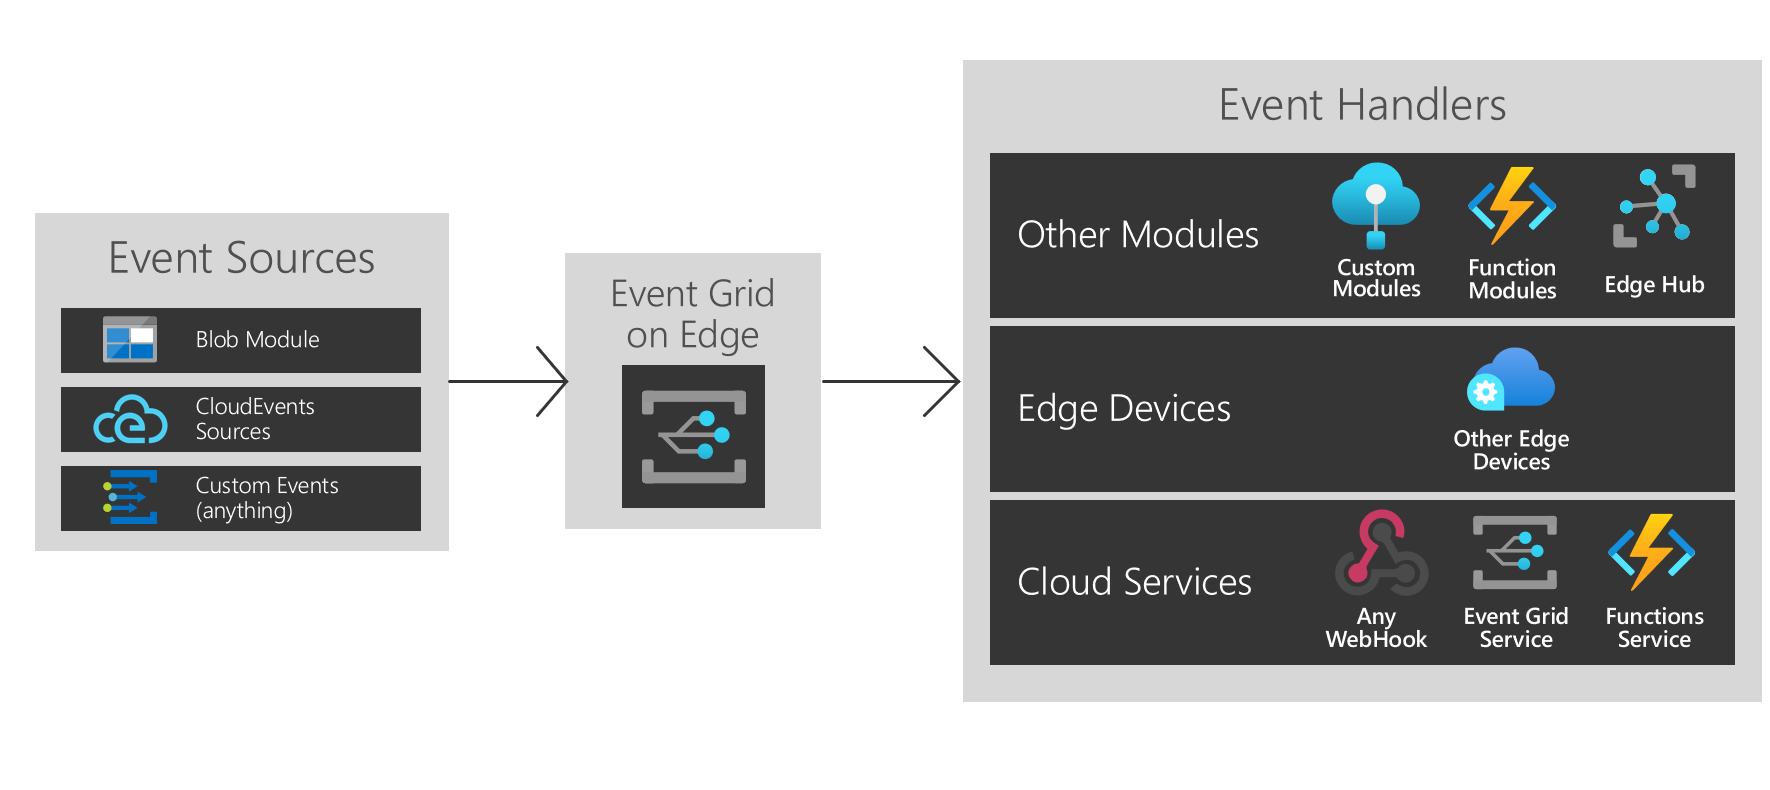 Event Sources
Blob Module
CloudEvents
Sources
Custom Events
(anything)
Event Grid
on Edge
Event Handlers
Other Modules
Custom
Modules
Function
Modules
Edge Hub
Edge Devices
Other Edge
Devices
Cloud Services
Any
WebHook
Event Grid
Service
Functions
Service